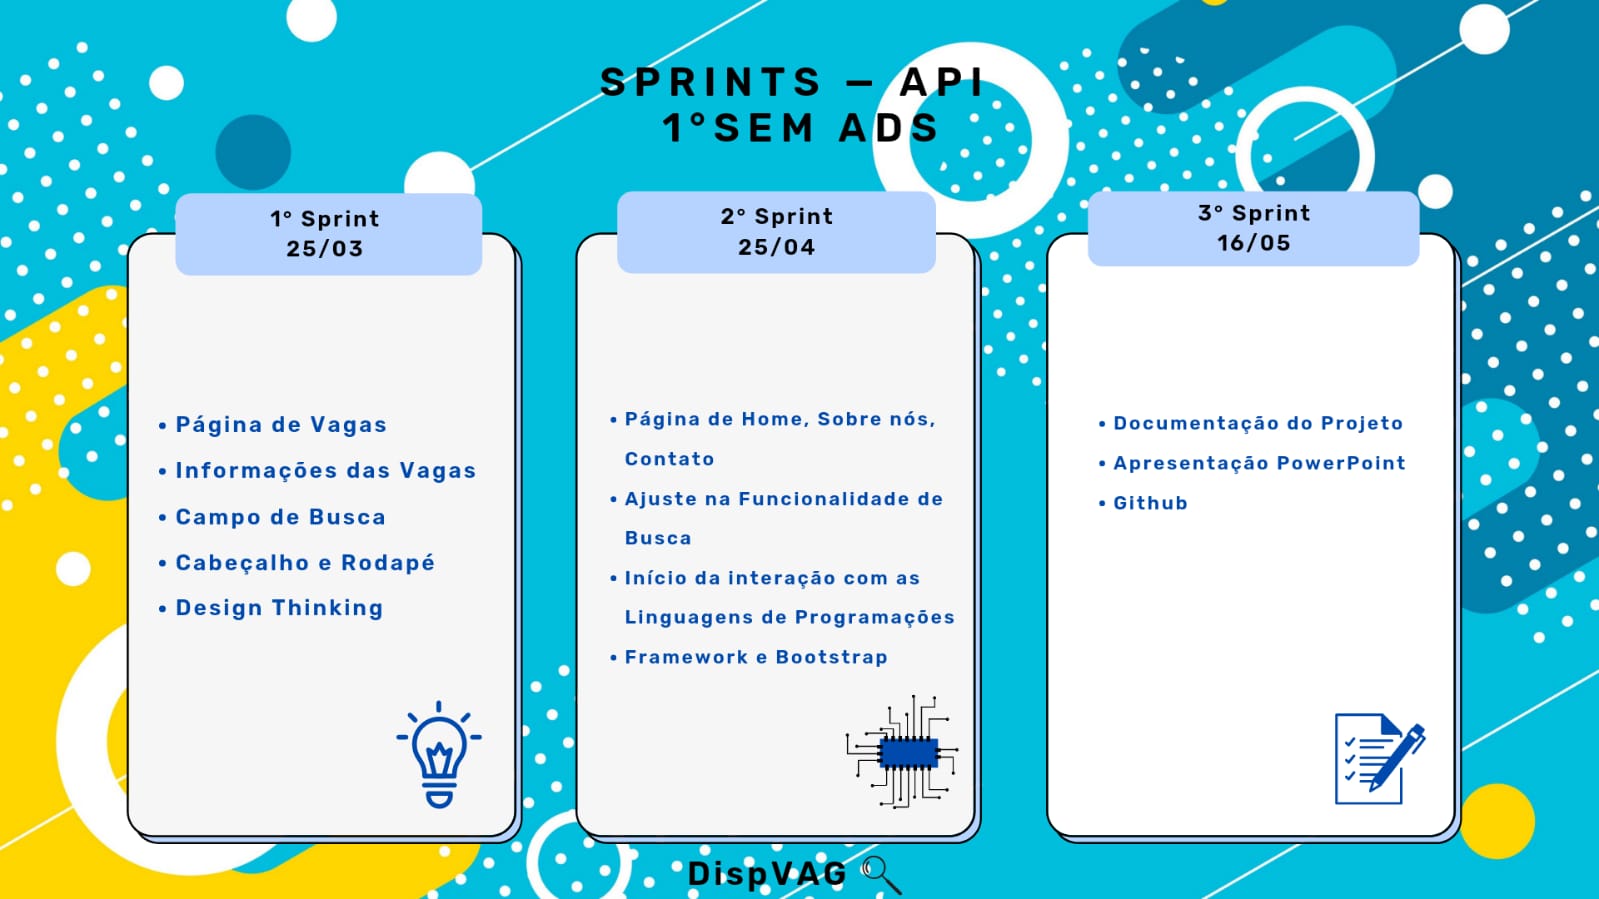 SPRINTS – API
1°SEM ADS
1° Sprint
25/03
• Página de Vagas
• Informações das Vagas
• Campo de Busca
• Cabeçalho e Rodapé
• Design Thinking
2° Sprint
25/04
• Página de Home, Sobre nós,
Contato
• Ajuste na Funcionalidade de
Busca
• Início da interação com as
Linguagens de Programações
• Framework e Bootstrap
3° Sprint
16/05
• Documentação do Projeto
• Apresentação PowerPoint
• Github
DispVAG